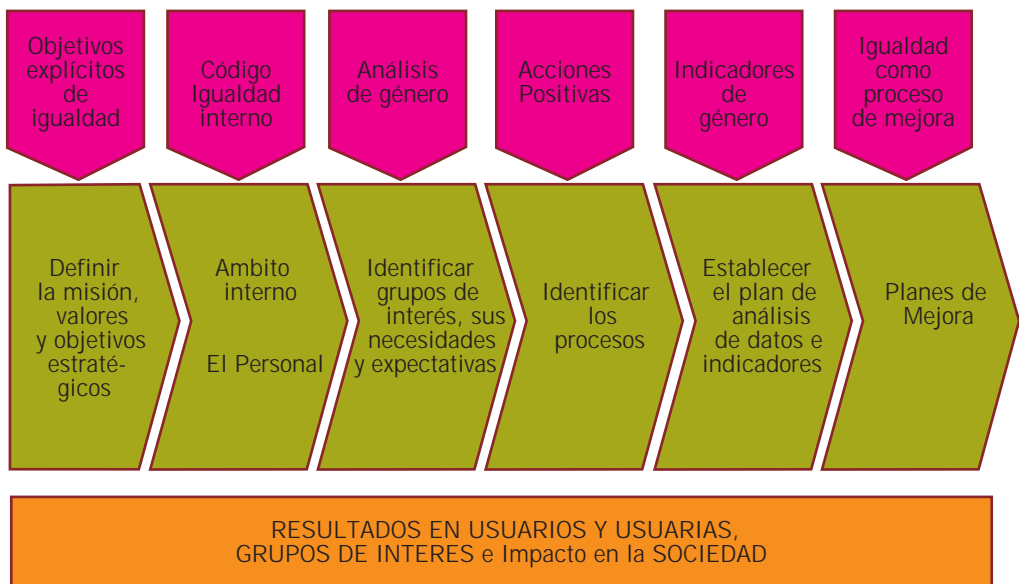 Objetivos
explícitos
de
igualdad
Código
Igualdad
interno
Análisis
de género
Acciones
Positivas
Indicadores
de
género
Igualdad
como
proceso
de mejora
Definir
la misión,
valores
y objetivos
estraté-
gicos
Ambito
interno
El Personal
Identificar
grupos de
interés, sus
necesidades
y expectativas
Identificar
los
procesos
Establecer
el plan de
análisis
de datos e
indicadores
Planes de
Mejora
RESULTADOS EN USUARIOS Y USUARIAS,
GRUPOS DE INTERES e Impacto en la SOCIEDAD